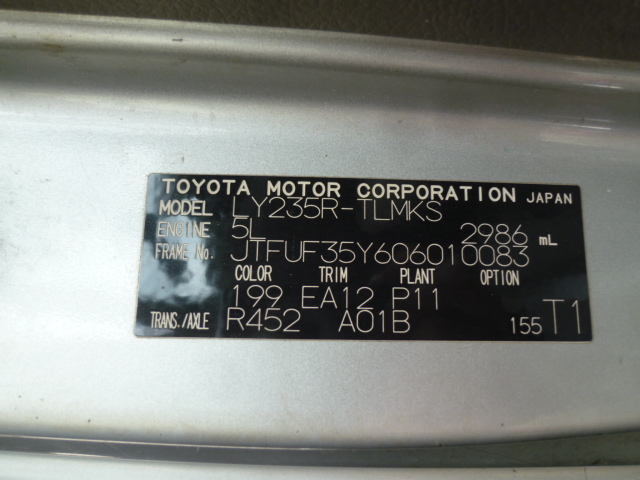 TOYOTA MOTOR CORPORATION JAPAN
MODEL LY235R-TLMKS
ENGINE 5L 2986 mL
FRAME No. JTFUF35Y606010083
COLOR TRIM PLANT OPTION
199 EA12 P11
TRANS./AXLE R452 A01B 155 T1